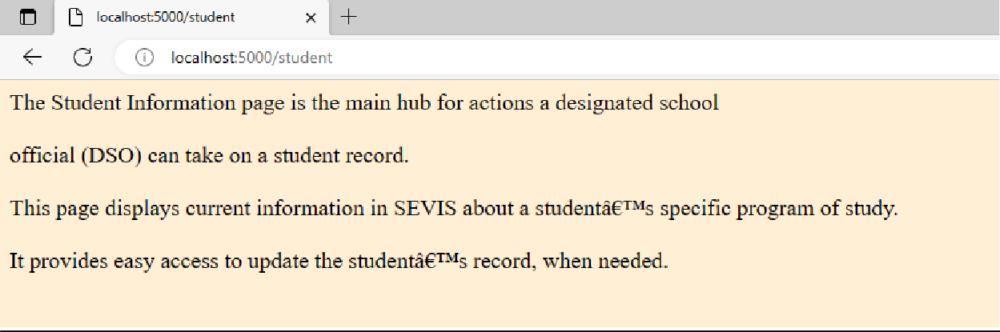 localhost:5000/student
localhost:5000/student
The Student Information page is the main hub for actions a designated school
official (DSO) can take on a student record.
This page displays current information in SEVIS about a studentâ€™s specific program of study.
It provides easy access to update the studentâ€™s record, when needed.